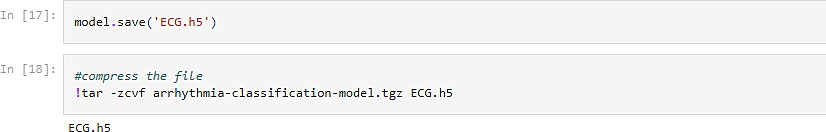 In [17]:
model.save('ECG.h5')
In [18]:
#compress the file
!tar -zcvf arrhythmia-classification-model.tgz ECG.h5
ECG.h5